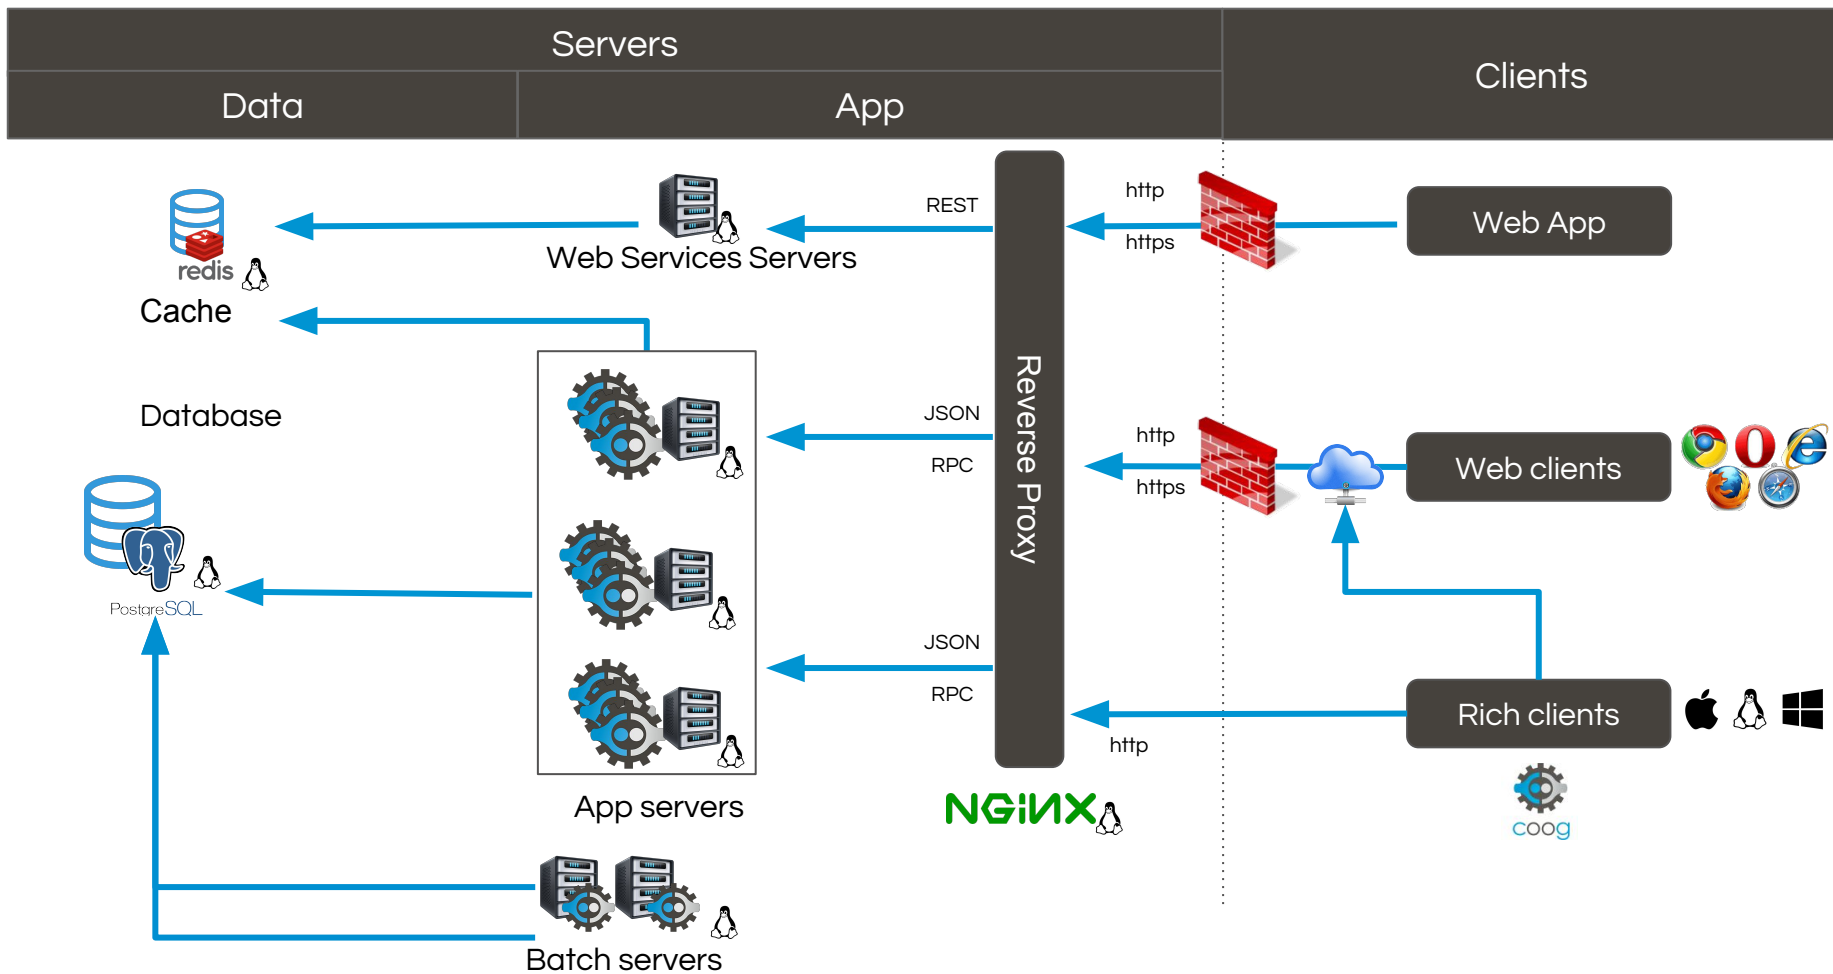 Servers
Clients
Data
App
REST
http
https
Web App
Web Services Servers
redis
Cache
Database
JSON
RPC
Reverse Proxy
http
https
Web clients
PostgreSQL
JSON
RPC
http
Rich clients
NGiNX
App servers
coog
Batch servers